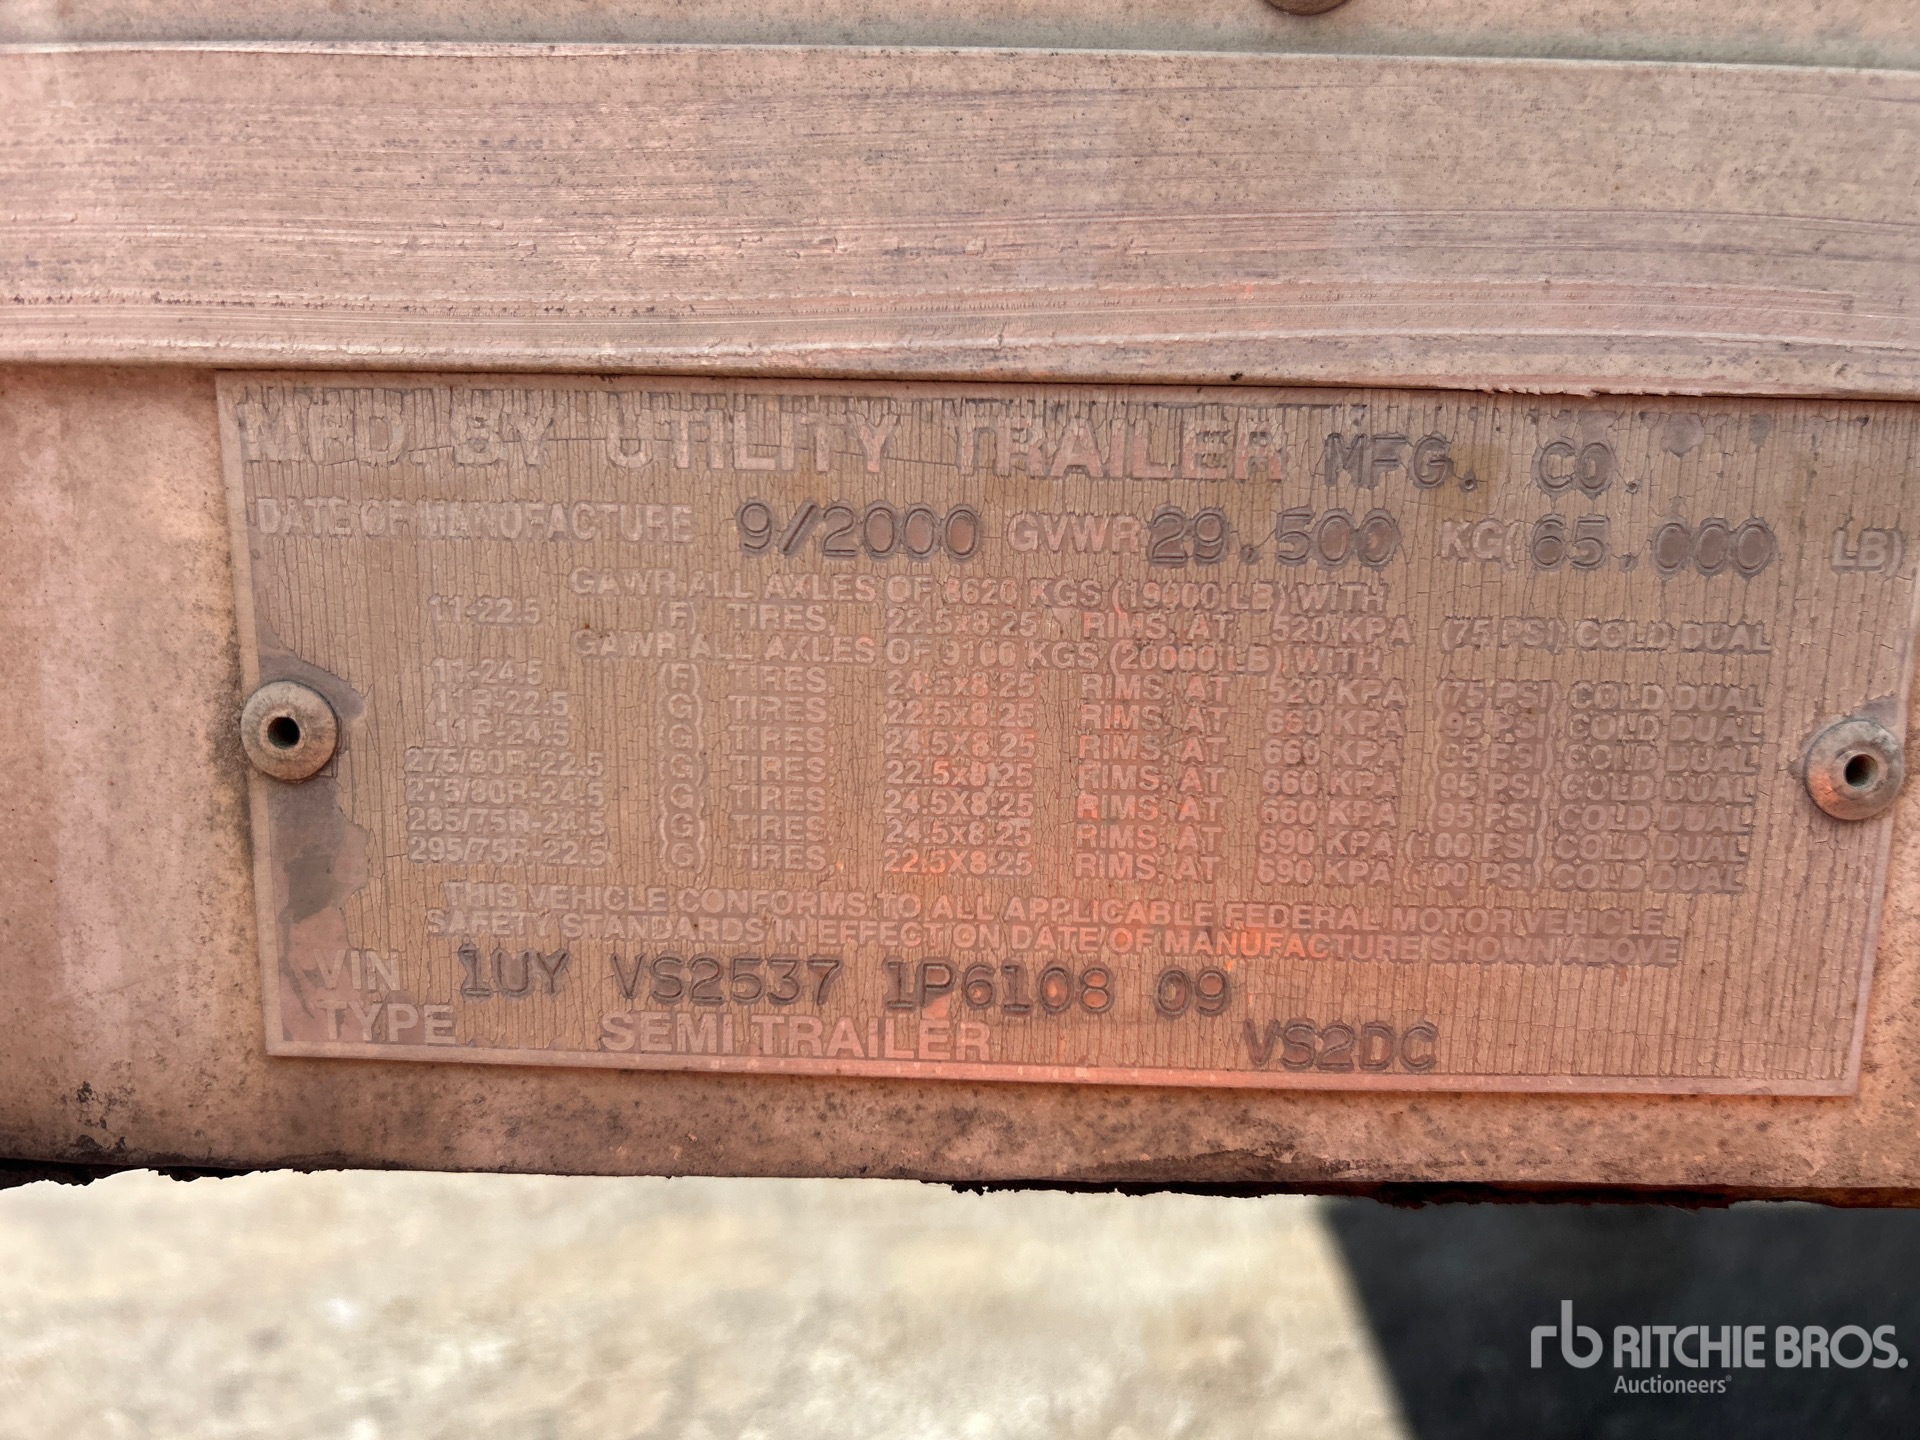 MFD. BY UTILITY TRAILER MFG. CO.
DATE OF MANUFACTURE 9/2000 GVWR 29.500 KG( 65.000 LB)
GAWR ALL AXLES OF 8620 KGS (19000 LB) WITH
11-22.5 (F) TIRES, 22.5x8.25 RIMS, AT 520 KPA (75 PSI) COLD DUAL
GAWR ALL AXLES OF 9100 KGS (20000 LB) WITH
11-24.5 (F) TIRES, 24.5x8.25 RIMS, AT 520 KPA (75 PSI) COLD DUAL
11R-22.5 (G) TIRES, 22.5x8.25 RIMS, AT 660 KPA (95 PSI) COLD DUAL
11R-24.5 (G) TIRES, 24.5X8.25 RIMS, AT 660 KPA (95 PSI) COLD DUAL
275/80R-22.5 (G) TIRES, 22.5x8.25 RIMS, AT 660 KPA (95 PSI) COLD DUAL
275/80R-24.5 (G) TIRES, 24.5X8.25 RIMS, AT 660 KPA (95 PSI) COLD DUAL
285/75R-24.5 (G) TIRES, 24.5x8.25 RIMS, AT 690 KPA (100 PSI) COLD DUAL
295/75R-22.5 (G) TIRES, 22.5X8.25 RIMS, AT 690 KPA (100 PSI) COLD DUAL
THIS VEHICLE CONFORMS TO ALL APPLICABLE FEDERAL MOTOR VEHICLE
SAFETY STANDARDS IN EFFECT ON DATE OF MANUFACTURE SHOWN ABOVE
VIN 1UY VS2537 1P6108 09
TYPE SEMI TRAILER VS2DC
rb RITCHIE BROS.
Auctioneers®